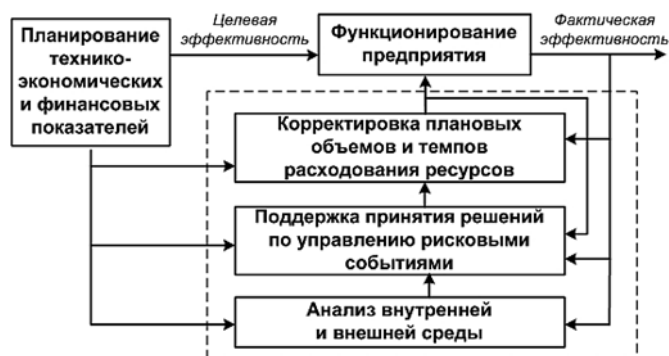 Планирование
технико-
экономических
и финансовых
показателей
Целевая
эффективность
Функционирование
предприятия
Фактическая
эффективность
Корректировка плановых
объемов и темпов
расходования ресурсов
Поддержка принятия решений
по управлению рисковыми
событиями
Анализ внутренней
и внешней среды